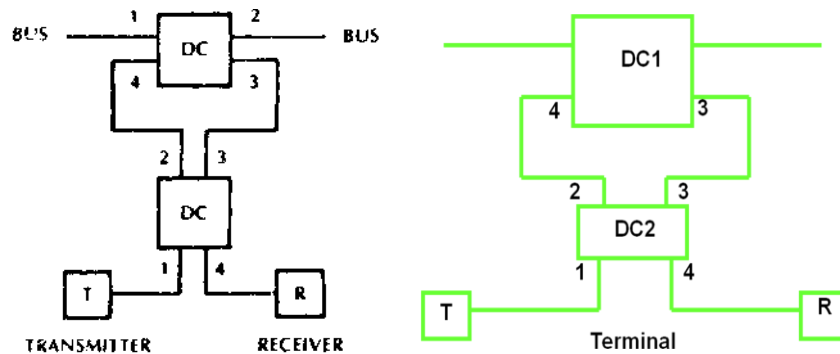 1 2
BUS DC BUS
4 3
2 3
DC
1 4
T R
TRANSMITTER RECEIVER
DC1
4 3
2 3
DC2
1 4
T R
Terminal